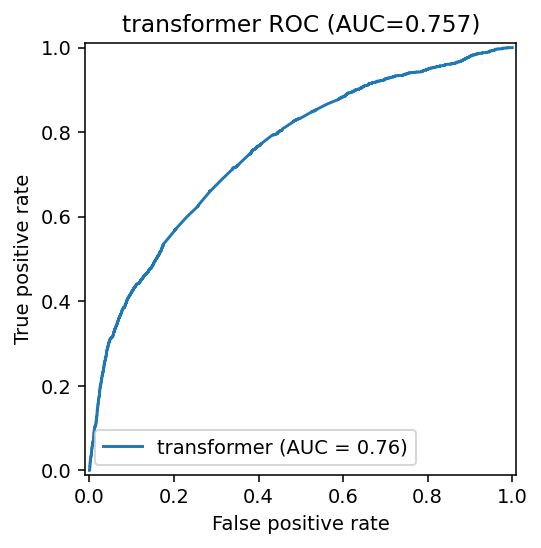 transformer ROC (AUC=0.757)
1.0
0.8
0.6
0.4
0.2
0.0
True positive rate
transformer (AUC = 0.76)
0.0 0.2 0.4 0.6 0.8 1.0
False positive rate